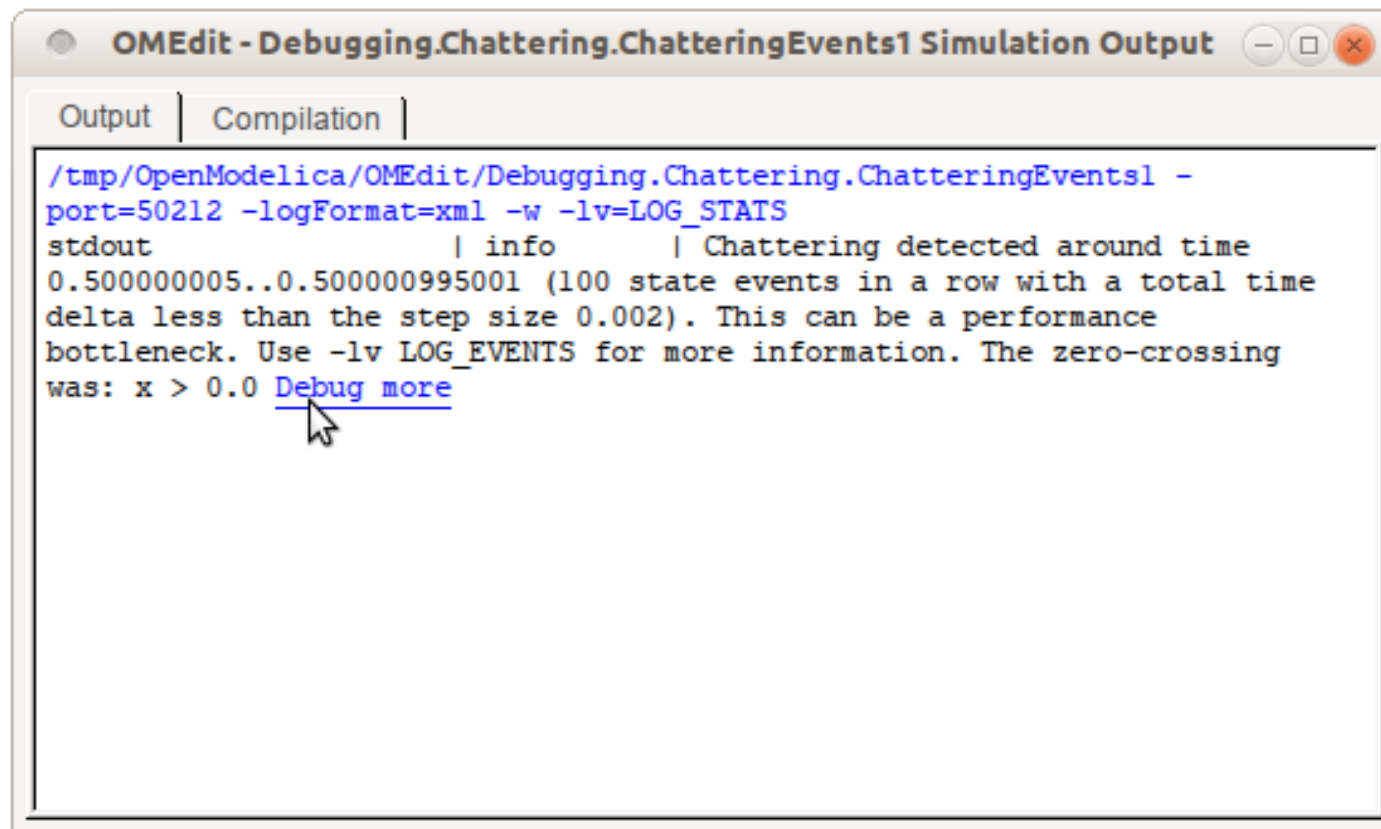 OMEdit - Debugging.Chattering.ChatteringEvents1 Simulation Output
Output
Compilation
/tmp/OpenModelica/OMEdit/Debugging.Chattering.ChatteringEvents1 -
port=50212 -logFormat=xml -w -lv=LOG_STATS
stdout | info | Chattering detected around time
0.500000005..0.500000995001 (100 state events in a row with a total time
delta less than the step size 0.002). This can be a performance
bottleneck. Use -lv LOG_EVENTS for more information. The zero-crossing
was: x > 0.0 Debug more